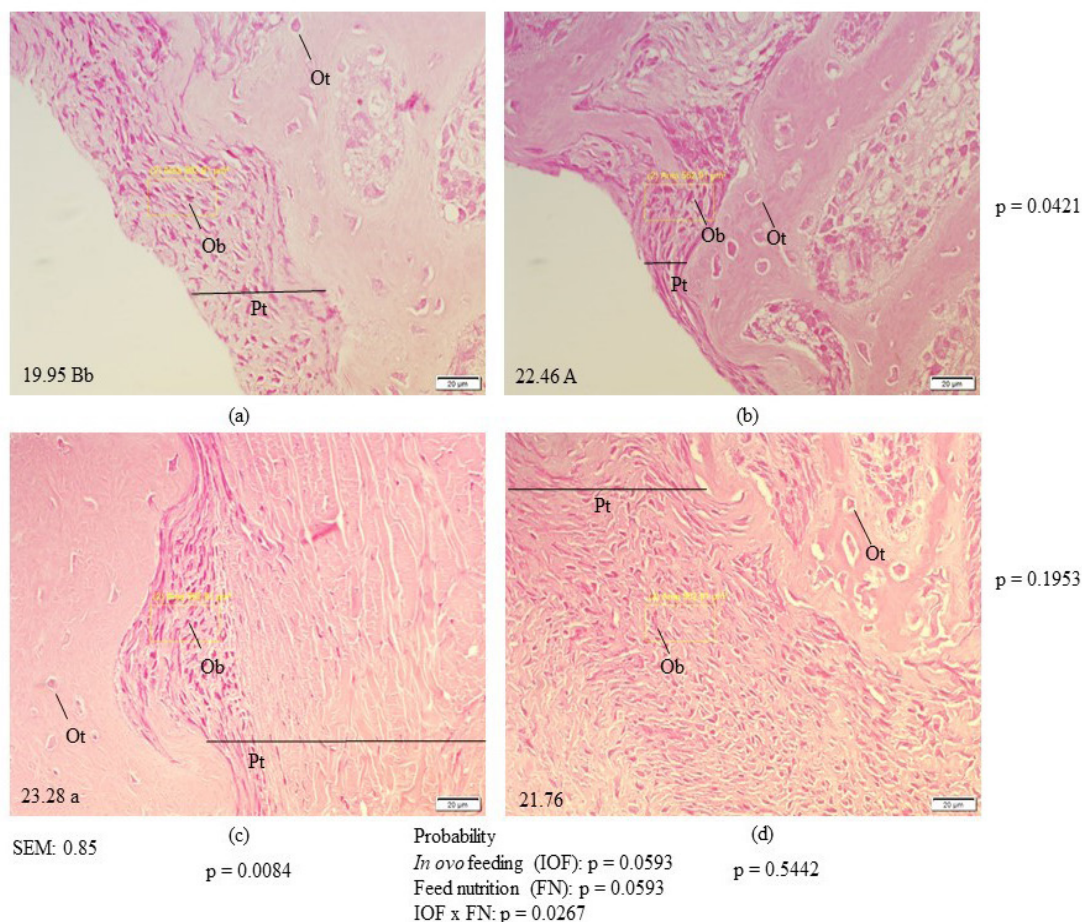 Ot
Ob
Pt
19.95 Bb
20 µm
(a)
Ot
Ob
Pt
22.46 A
20 µm
(b)
p = 0.0421
Ob
Ot
Pt
23.28 a
20 µm
(c)
Pt
Ot
Ob
21.76
20 µm
(d)
p = 0.1953
SEM: 0.85
p = 0.0084
Probability
In ovo feeding (IOF): p = 0.0593
Feed nutrition (FN): p = 0.0593
IOF x FN: p = 0.0267
p = 0.5442